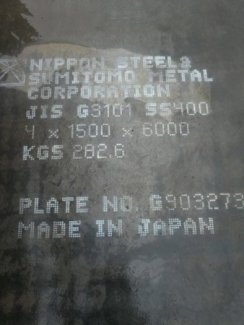 NIPPON STEEL &
SUMITOMO METAL
CORPORATION
JIS G3101 SS400
4 x 1500 x 6000
KGS 282.6
PLATE NO. G903273
MADE IN JAPAN